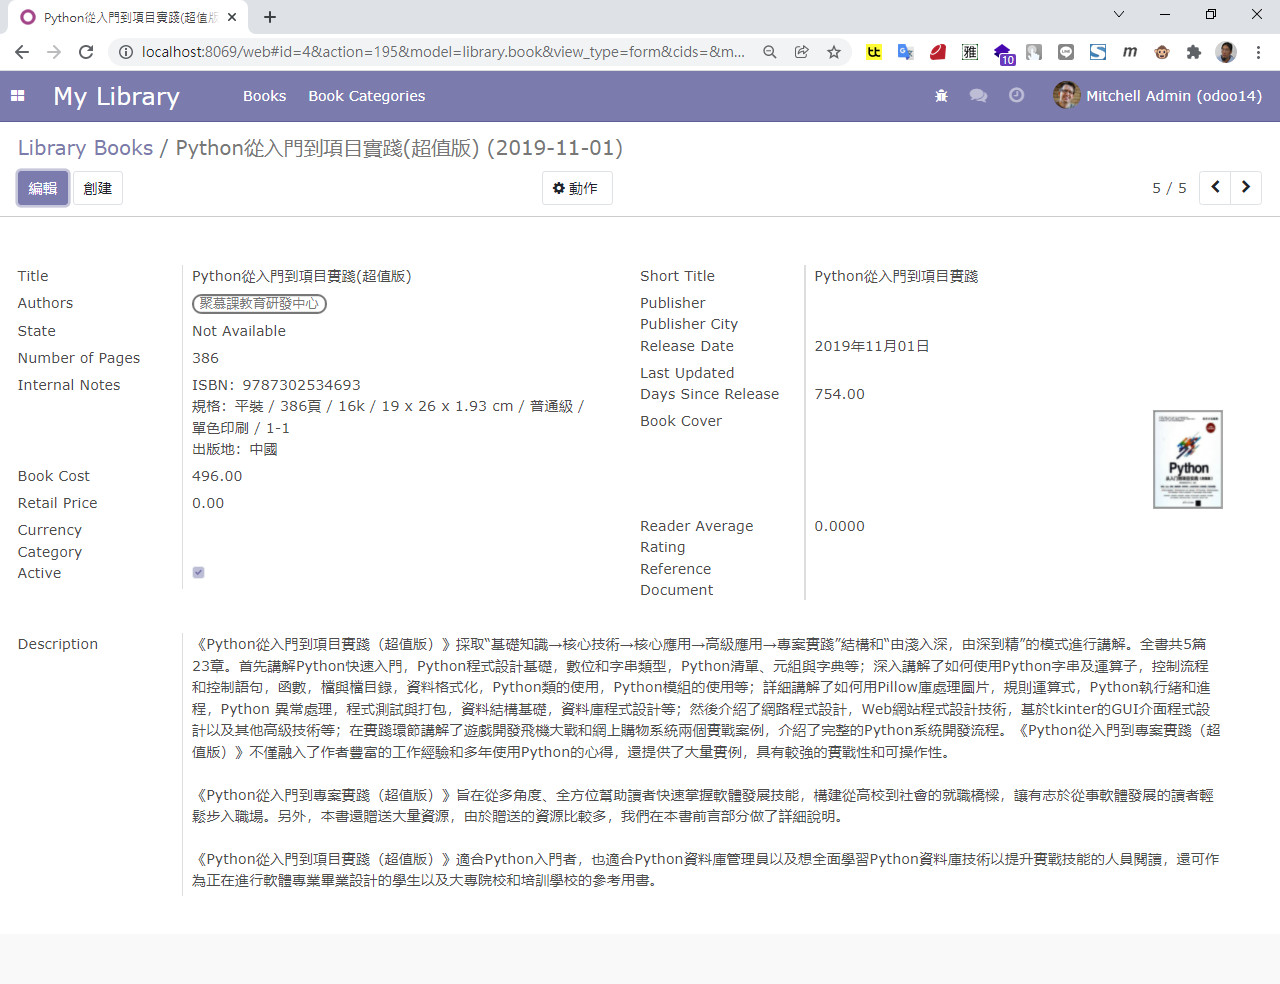 Python從入門到項目實踐(超值版
localhost:8069/web#id=4&action=195&model=library.book&view_type=form&cids=&m...
10
My Library
Books
Book Categories
Mitchell Admin (odoo14)
Library Books / Python從入門到項目實踐(超值版) (2019-11-01)
編輯
創建
動作
5 / 5
Title
Python從入門到項目實踐(超值版)
Authors
聚慕課教育研發中心
State
Not Available
Number of Pages
386
Internal Notes
ISBN：9787302534693
規格：平裝 / 386頁 / 16k / 19 x 26 x 1.93 cm / 普通級 /
單色印刷 / 1-1
出版地：中國
Book Cost
496.00
Retail Price
0.00
Currency
Category
Active
Short Title
Python從入門到項目實踐
Publisher
Publisher City
Release Date
2019年11月01日
Last Updated
Days Since Release
754.00
Book Cover
Python
Reader Average
Rating
0.0000
Reference
Document
Description
《Python從入門到項目實踐（超值版）》採取“基礎知識→核心技術→核心應用→高級應用→專案實踐”結構和“由淺入深，由深到精”的模式進行講解。全書共5篇
23章。首先講解Python快速入門，Python程式設計基礎，數位和字串類型，Python清單、元組與字典等；深入講解了如何使用Python字串及運算子，控制流程
和控制語句，函數，檔與檔目錄，資料格式化，Python類的使用，Python模組的使用等；詳細講解了如何用Pillow庫處理圖片，規則運算式，Python執行緒和進
程，Python 異常處理，程式測試與打包，資料結構基礎，資料庫程式設計等；然後介紹了網路程式設計，Web網站程式設計技術，基於tkinter的GUI介面程式設
計以及其他高級技術等；在實踐環節講解了遊戲開發飛機大戰和網上購物系統兩個實戰案例，介紹了完整的Python系統開發流程。《Python從入門到專案實踐（超
值版）》不僅融入了作者豐富的工作經驗和多年使用Python的心得，還提供了大量實例，具有較強的實戰性和可操作性。
《Python從入門到專案實踐（超值版）》旨在從多角度、全方位幫助讀者快速掌握軟體發展技能，構建從高校到社會的就職橋樑，讓有志於從事軟體發展的讀者輕
鬆步入職場。另外，本書還贈送大量資源，由於贈送的資源比較多，我們在本書前言部分做了詳細說明。
《Python從入門到項目實踐（超值版）》適合Python入門者，也適合Python資料庫管理員以及想全面學習Python資料庫技術以提升實戰技能的人員閱讀，還可作
為正在進行軟體專業畢業設計的學生以及大專院校和培訓學校的參考用書。